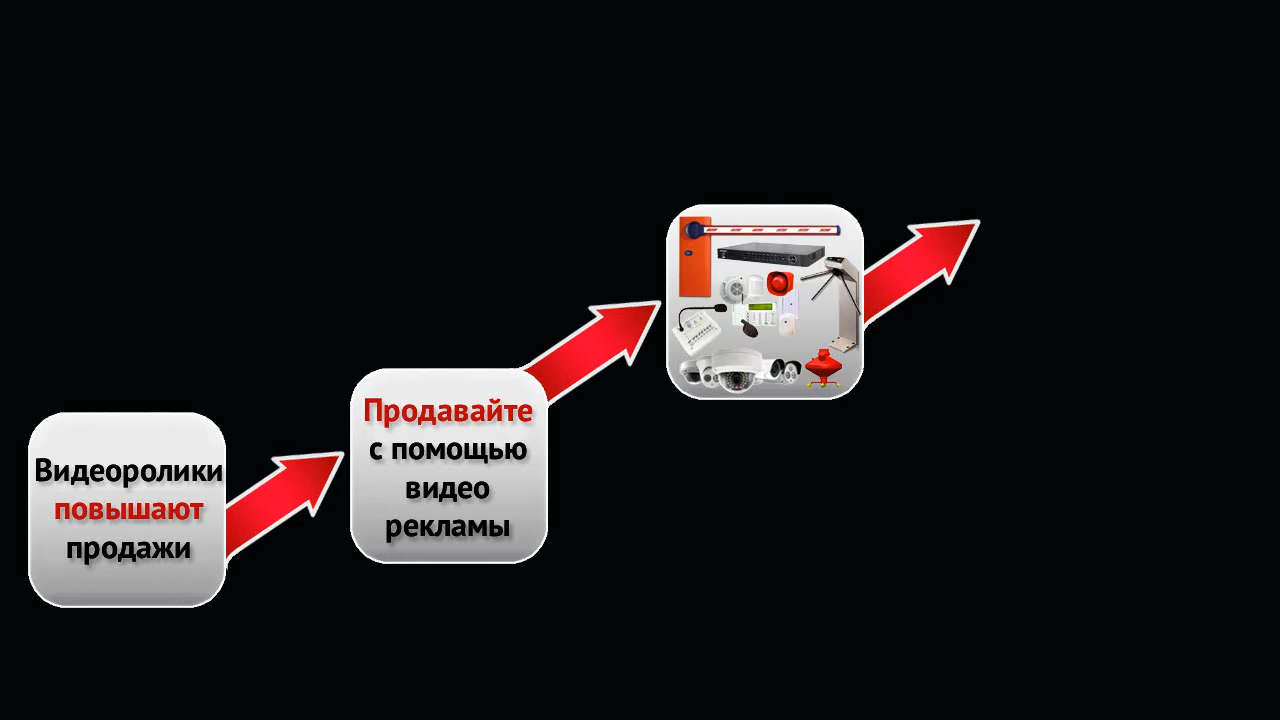 Видеоролики
повышают
продажи
Продавайте
с помощью
видео
рекламы